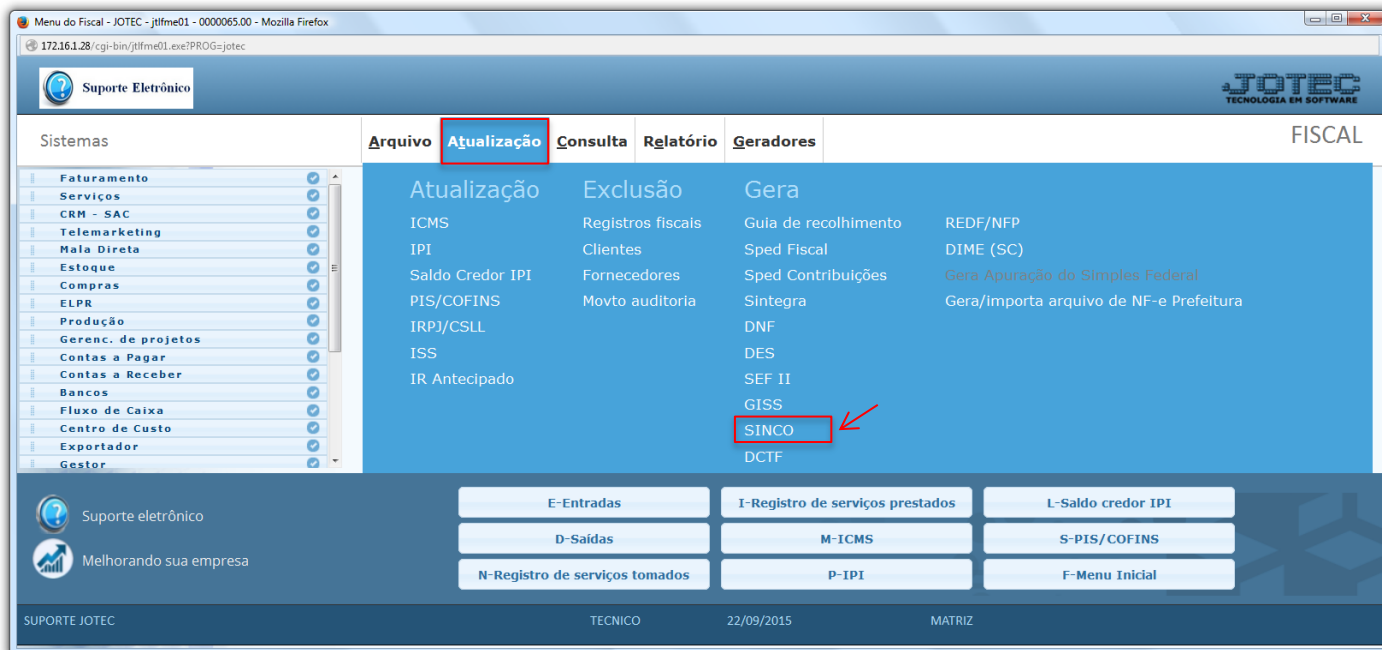 Menu do Fiscal - JOTEC - jtlfme01 - 0000065.00 - Mozilla Firefox
172.16.1.28/cgi-bin/jtlfme01.exe?PROG=jotec
Suporte Eletrônico
JOTEC
TECNOLOGIA EM SOFTWARE
Sistemas
Arquivo Atualização Consulta Relatório Geradores
FISCAL
Faturamento
Serviços
CRM - SAC
Telemarketing
Mala Direta
Estoque
Compras
ELPR
Produção
Gerenc. de projetos
Contas a Pagar
Contas a Receber
Bancos
Fluxo de Caixa
Centro de Custo
Exportador
Gestor
Atualização
ICMS
IPI
Saldo Credor IPI
PIS/COFINS
IRPJ/CSLL
ISS
IR Antecipado
Exclusão
Registros fiscais
Clientes
Fornecedores
Movto auditoria
Gera
Guia de recolhimento
Sped Fiscal
Sped Contribuições
Sintegra
DNF
DES
SEF II
GISS
SINCO
DCTF
REDF/NFP
DIME (SC)
Gera Apuração do Simples Federal
Gera/importa arquivo de NF-e Prefeitura
Suporte eletrônico
Melhorando sua empresa
E-Entradas I-Registro de serviços prestados L-Saldo credor IPI
D-Saídas M-ICMS S-PIS/COFINS
N-Registro de serviços tomados P-IPI F-Menu Inicial
SUPORTE JOTEC TECNICO 22/09/2015 MATRIZ